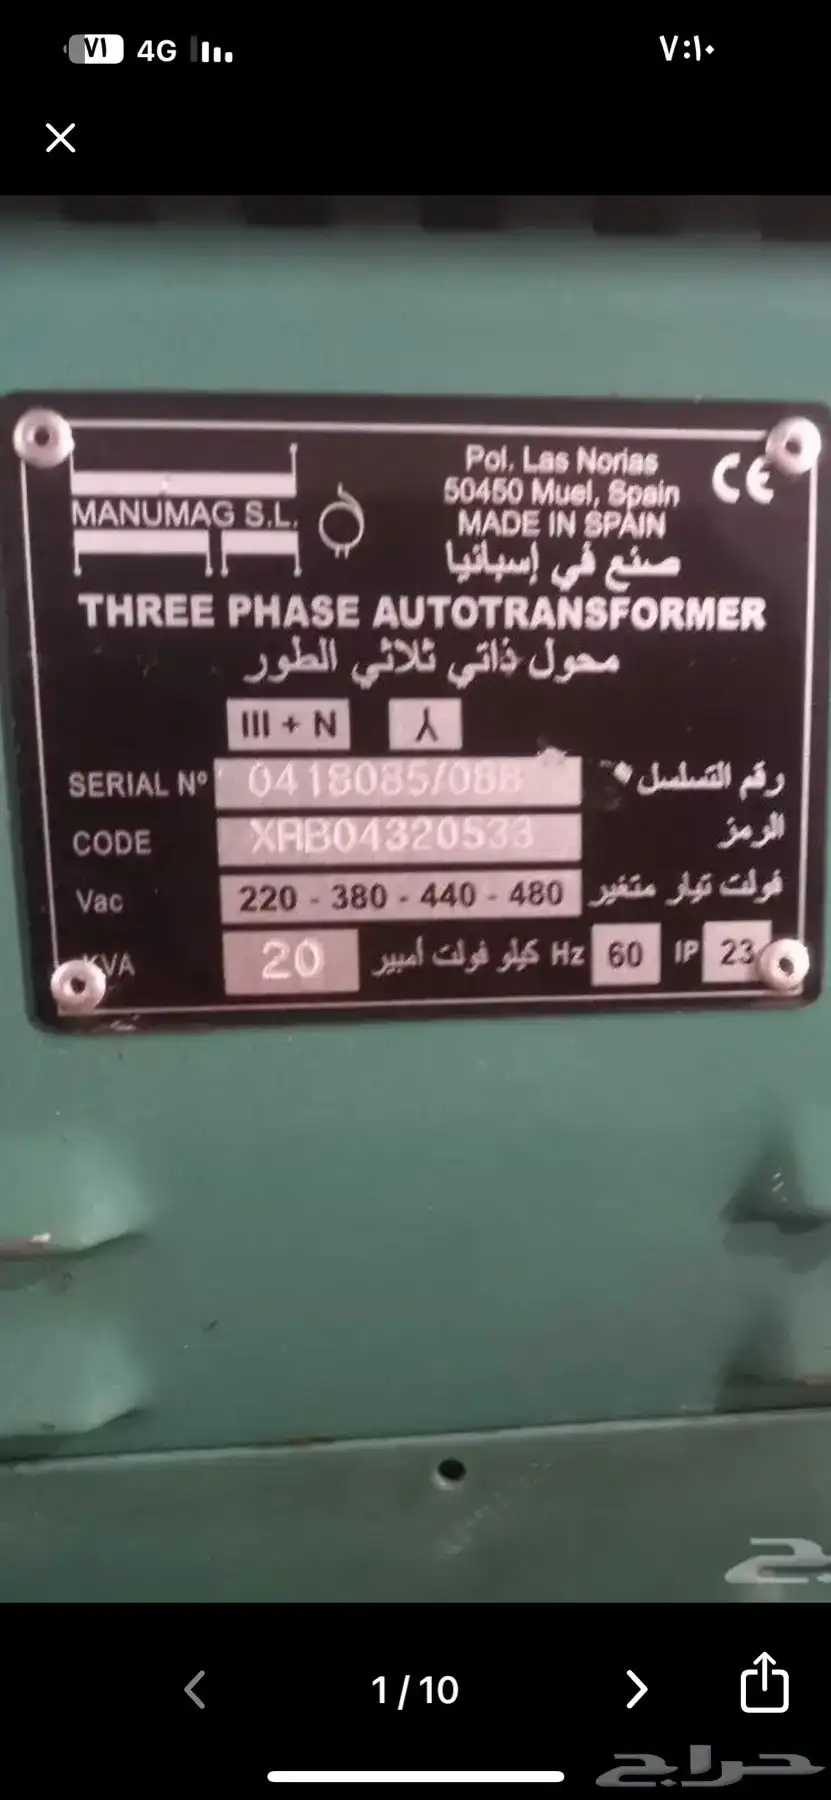 ٧١ 4G ٧:١٠
MANUMAG S.L.
Pol. Las Norias
50450 Muel, Spain
MADE IN SPAIN
صنع في إسبانيا
CE
THREE PHASE AUTOTRANSFORMER
محول ذاتي ثلاثي الطور
III + N
SERIAL Nº 0418085/088 رقم التسلسل
CODE XRB04320533 الرمز
Vac 220 - 380 - 440 - 480 فولت تيار متغير
KVA 20 كيلو فولت أمبير Hz 60 IP 23
1 / 10
حراج